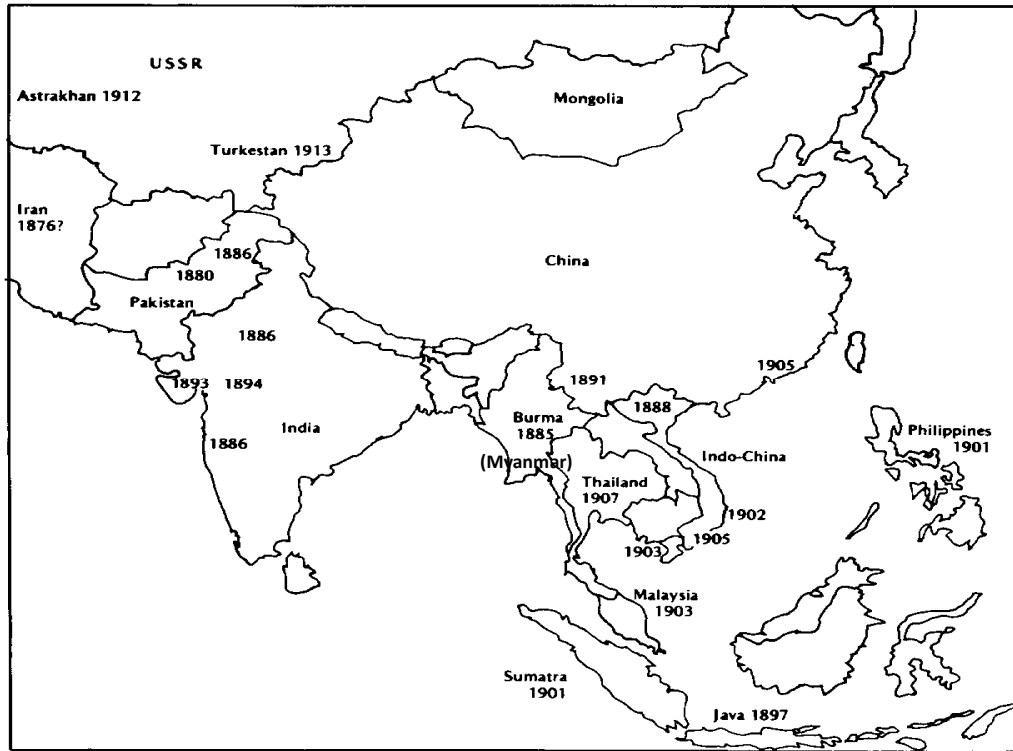 USSR
Astrakhan 1912
Mongolia
Turkestan 1913
Iran
1876?
1886
1880
China
Pakistan
1886
1905
1893
1894
1891
1888
Burma
1885
1886
India
(Myanmar)
Indo-China
Philippines
1901
Thailand
1907
1902
1905
1903
Malaysia
1903
Sumatra
1901
Java 1897